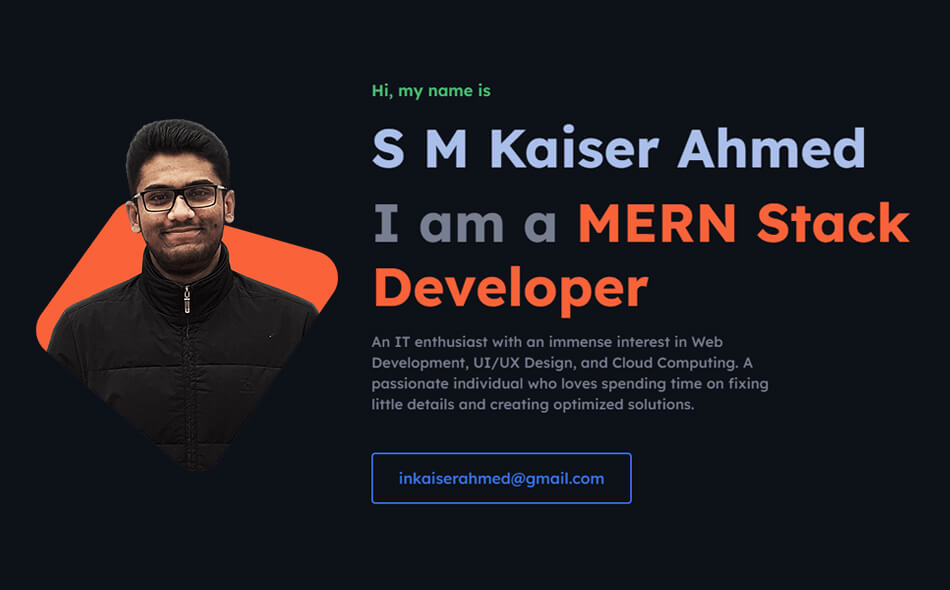 Hi, my name is
S M Kaiser Ahmed
I am a MERN Stack
Developer
An IT enthusiast with an immense interest in Web
Development, UI/UX Design, and Cloud Computing. A
passionate individual who loves spending time on fixing
little details and creating optimized solutions.
inkaiserahmed@gmail.com